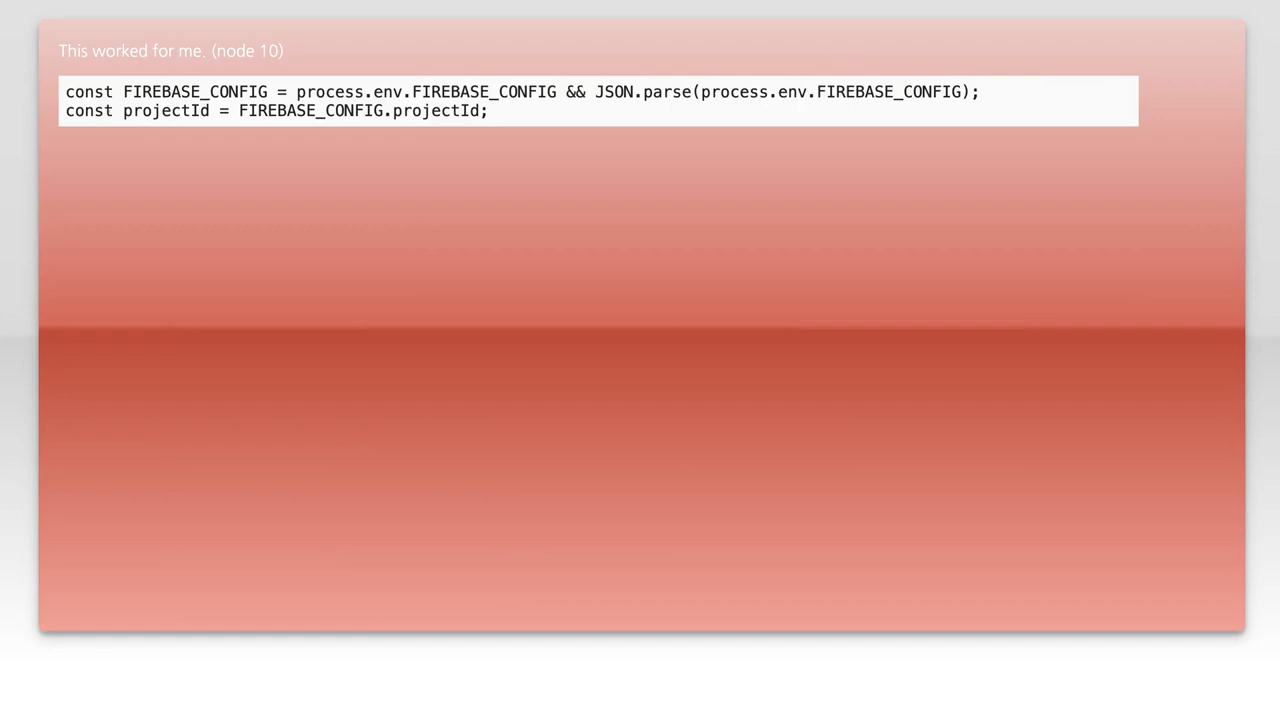 This worked for me. (node 10)
const FIREBASE_CONFIG = process.env.FIREBASE_CONFIG && JSON.parse(process.env.FIREBASE_CONFIG);
const projectId = FIREBASE_CONFIG.projectId;